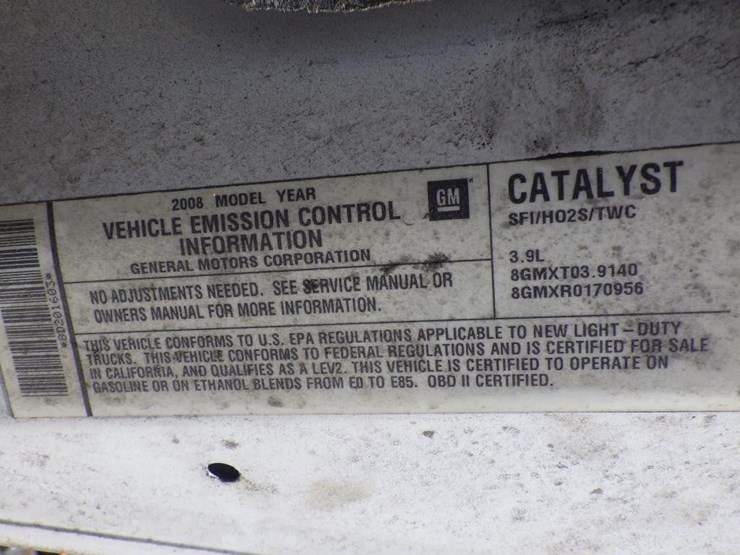 2008 MODEL YEAR
VEHICLE EMISSION CONTROL
INFORMATION
GENERAL MOTORS CORPORATION
GM
CATALYST
SFI/HO2S/TWC
3.9L
8GMXT03.9140
8GMXR0170956
NO ADJUSTMENTS NEEDED. SEE SERVICE MANUAL OR
OWNERS MANUAL FOR MORE INFORMATION.
THIS VEHICLE CONFORMS TO U.S. EPA REGULATIONS APPLICABLE TO NEW LIGHT-DUTY
TRUCKS. THIS VEHICLE CONFORMS TO FEDERAL REGULATIONS AND IS CERTIFIED FOR SALE
IN CALIFORNIA, AND QUALIFIES AS A LEV2. THIS VEHICLE IS CERTIFIED TO OPERATE ON
GASOLINE OR ON ETHANOL BLENDS FROM E0 TO E85. OBD II CERTIFIED.
*8D201603*